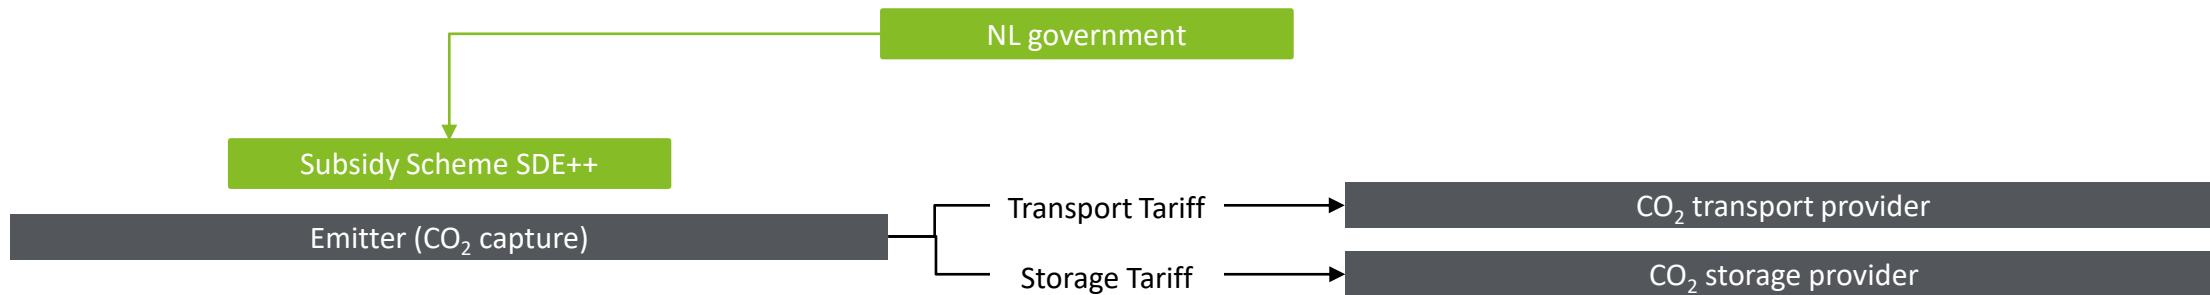 NL government
Subsidy Scheme SDE++
Emitter (CO₂ capture)
Transport Tariff
CO₂ transport provider
Storage Tariff
CO₂ storage provider